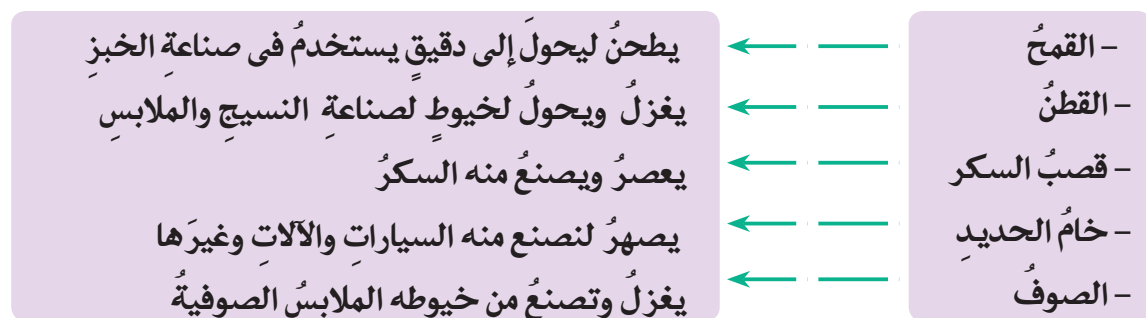 – القمحُ يطحنُ ليحولَ إلى دقيقٍ يستخدمُ فى صناعةِ الخبزِ
– القطنُ يغزلُ ويحولُ لخيوطٍ لصناعةِ النسيجِ والملابسِ
– قصبُ السكر يعصرُ ويصنعُ منه السكرُ
– خامُ الحديدِ يصهرُ لنصنع منه السياراتِ والآلاتِ وغيرَها
– الصوفُ يغزلُ وتصنعُ من خيوطه الملابسُ الصوفيةُ